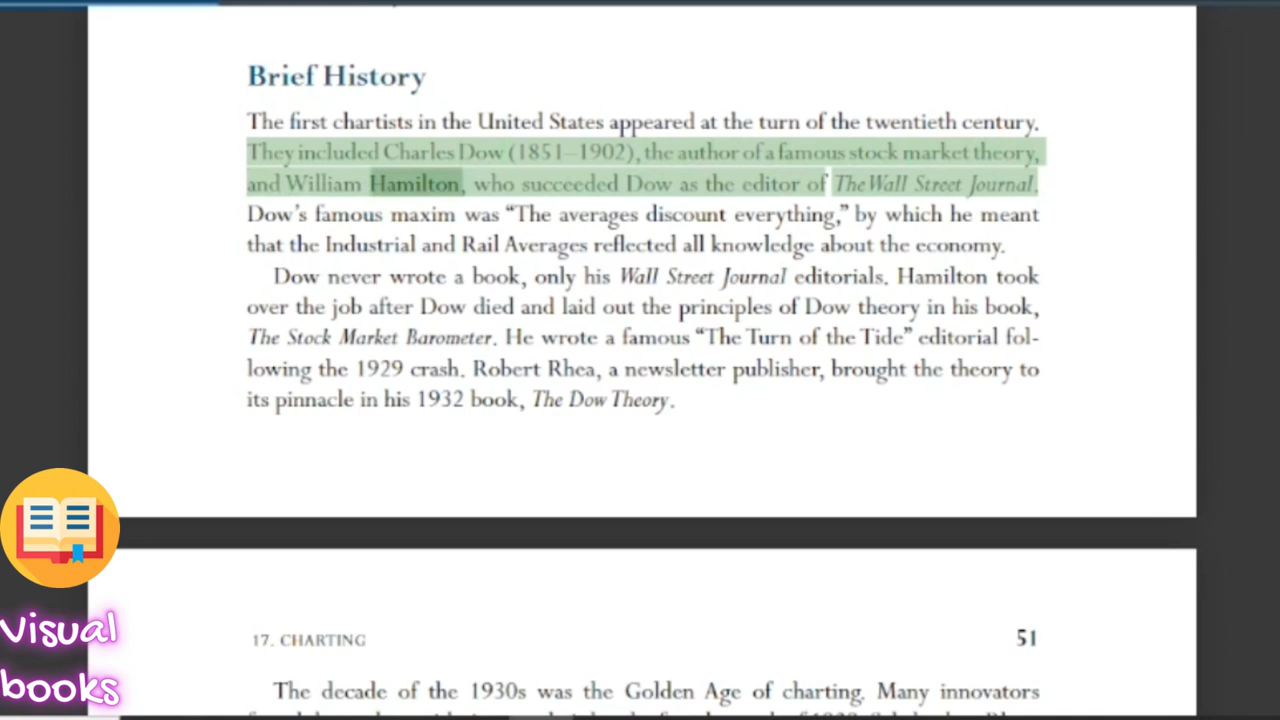 Brief History
The first chartists in the United States appeared at the turn of the twentieth century.
They included Charles Dow (1851–1902), the author of a famous stock market theory,
and William Hamilton, who succeeded Dow as the editor of The Wall Street Journal.
Dow's famous maxim was “The averages discount everything,” by which he meant
that the Industrial and Rail Averages reflected all knowledge about the economy.
Dow never wrote a book, only his Wall Street Journal editorials. Hamilton took
over the job after Dow died and laid out the principles of Dow theory in his book,
The Stock Market Barometer. He wrote a famous “The Turn of the Tide” editorial fol-
lowing the 1929 crash. Robert Rhea, a newsletter publisher, brought the theory to
its pinnacle in his 1932 book, The Dow Theory.
Visual
books
17. CHARTING 51
The decade of the 1930s was the Golden Age of charting. Many innovators